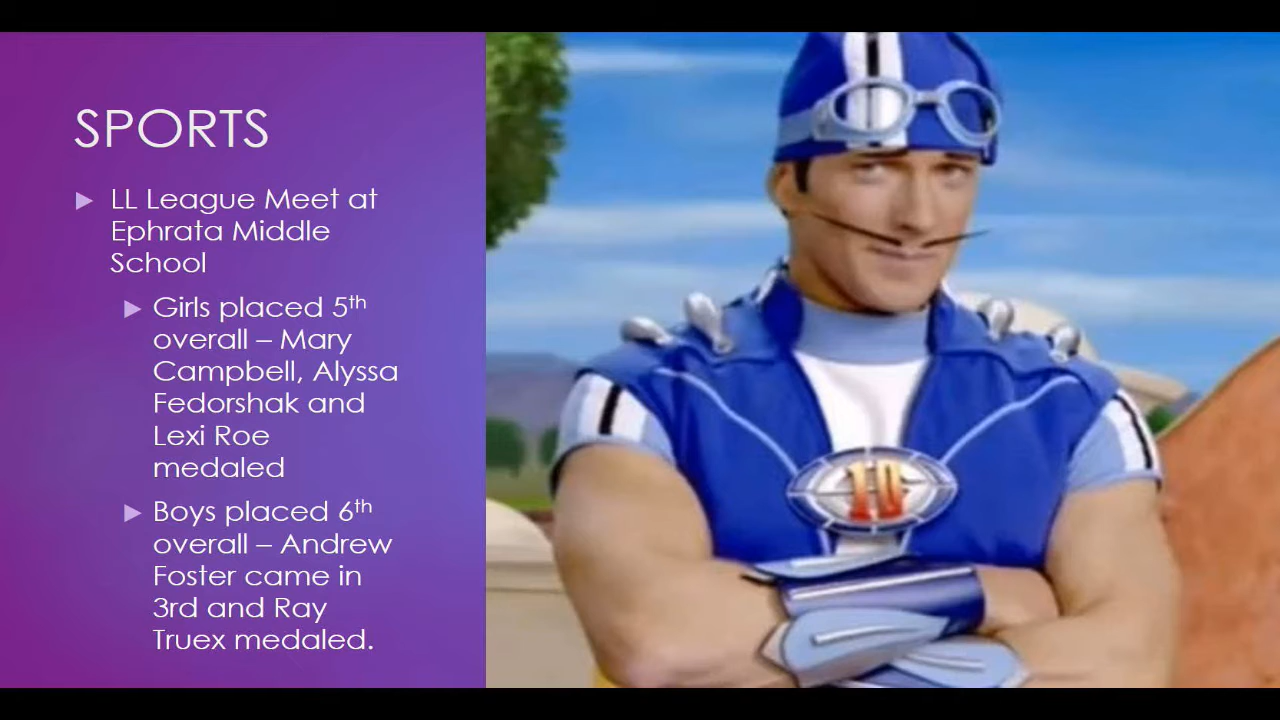 SPORTS
LL League Meet at
Ephrata Middle
School
Girls placed 5th
overall – Mary
Campbell, Alyssa
Fedorshak and
Lexi Roe
medaled
Boys placed 6th
overall – Andrew
Foster came in
3rd and Ray
Truex medaled.
10